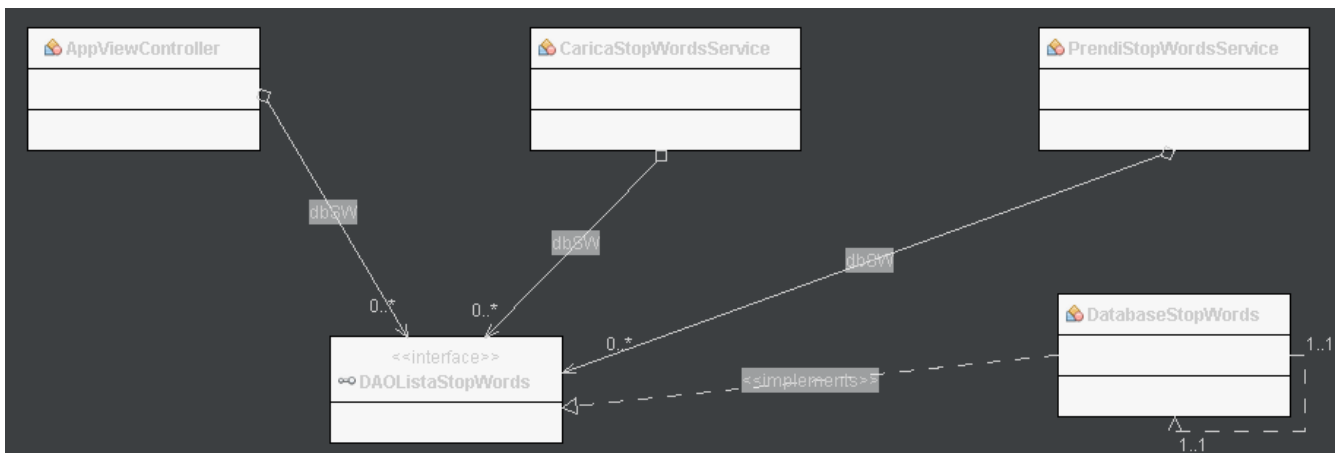 AppViewController
CaricaStopWordsService
PrendiStopWordsService
dbSW
dbSW
dbSW
0..*
0..*
0..*
<<interface>>
DAOListaStopWords
<<implements>>
DatabaseStopWords
1..1
1..1